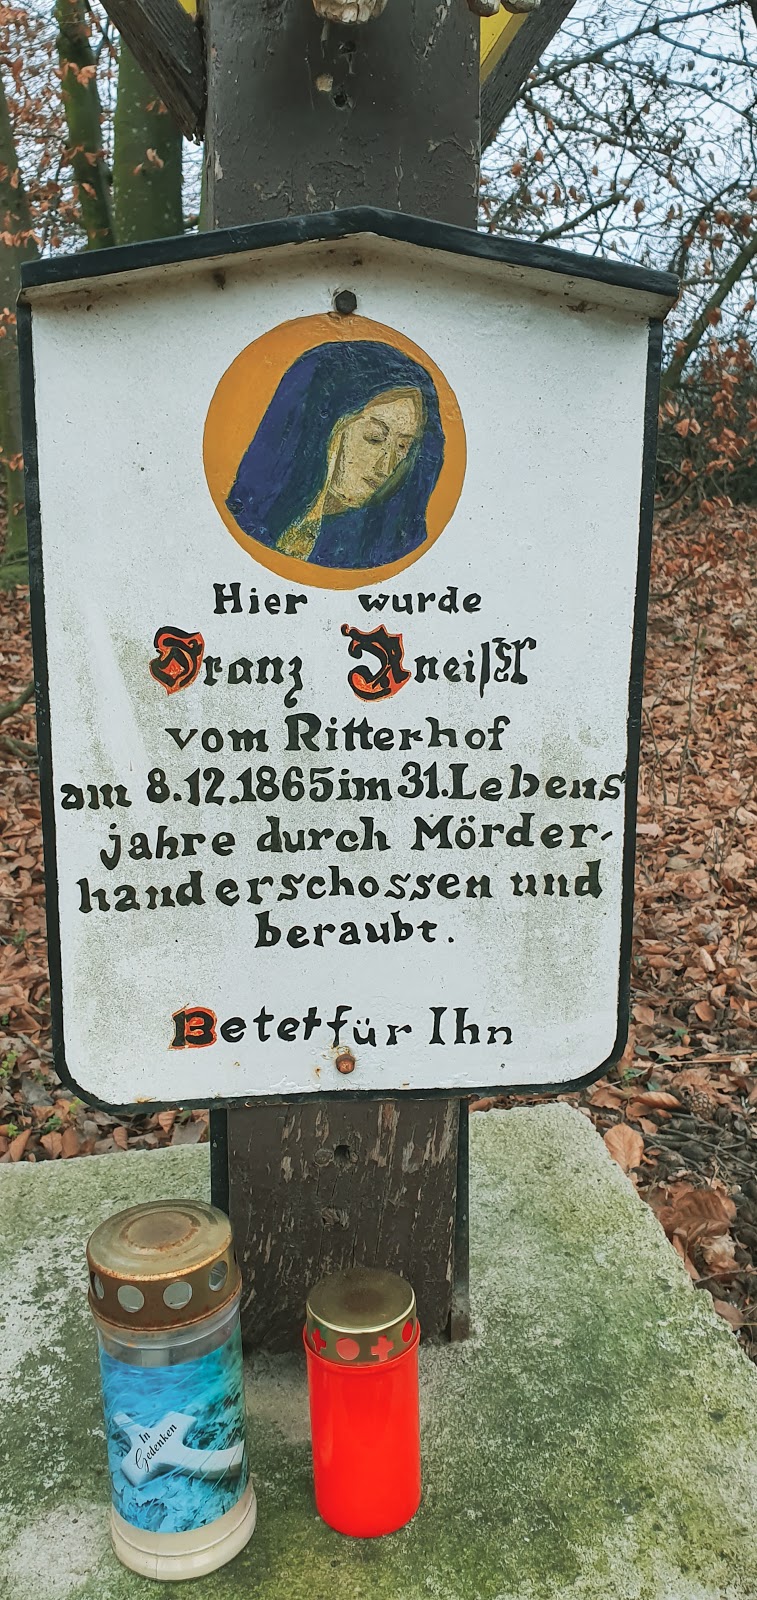 Hier wurde
Franz Kneißl
vom Ritterhof
am 8.12.1865 im 31. Lebens
jahre durch Mörder-
hand erschossen und
beraubt.
Betet für Ihn
In
Gedenken